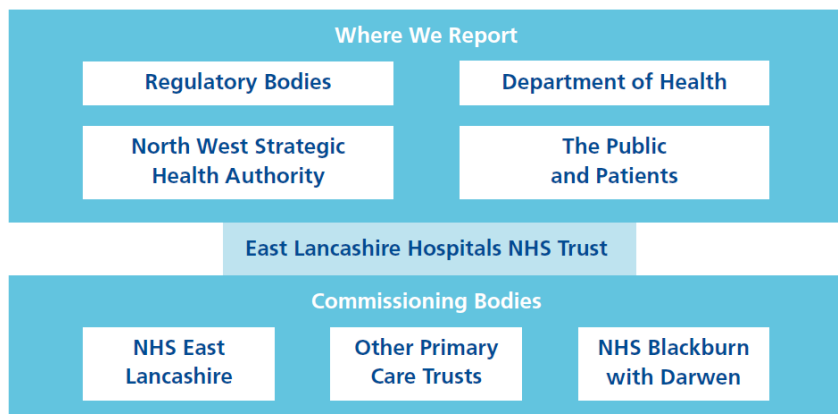 Where We Report
Regulatory Bodies
Department of Health
North West Strategic
Health Authority
The Public
and Patients
East Lancashire Hospitals NHS Trust
Commissioning Bodies
NHS East
Lancashire
Other Primary
Care Trusts
NHS Blackburn
with Darwen